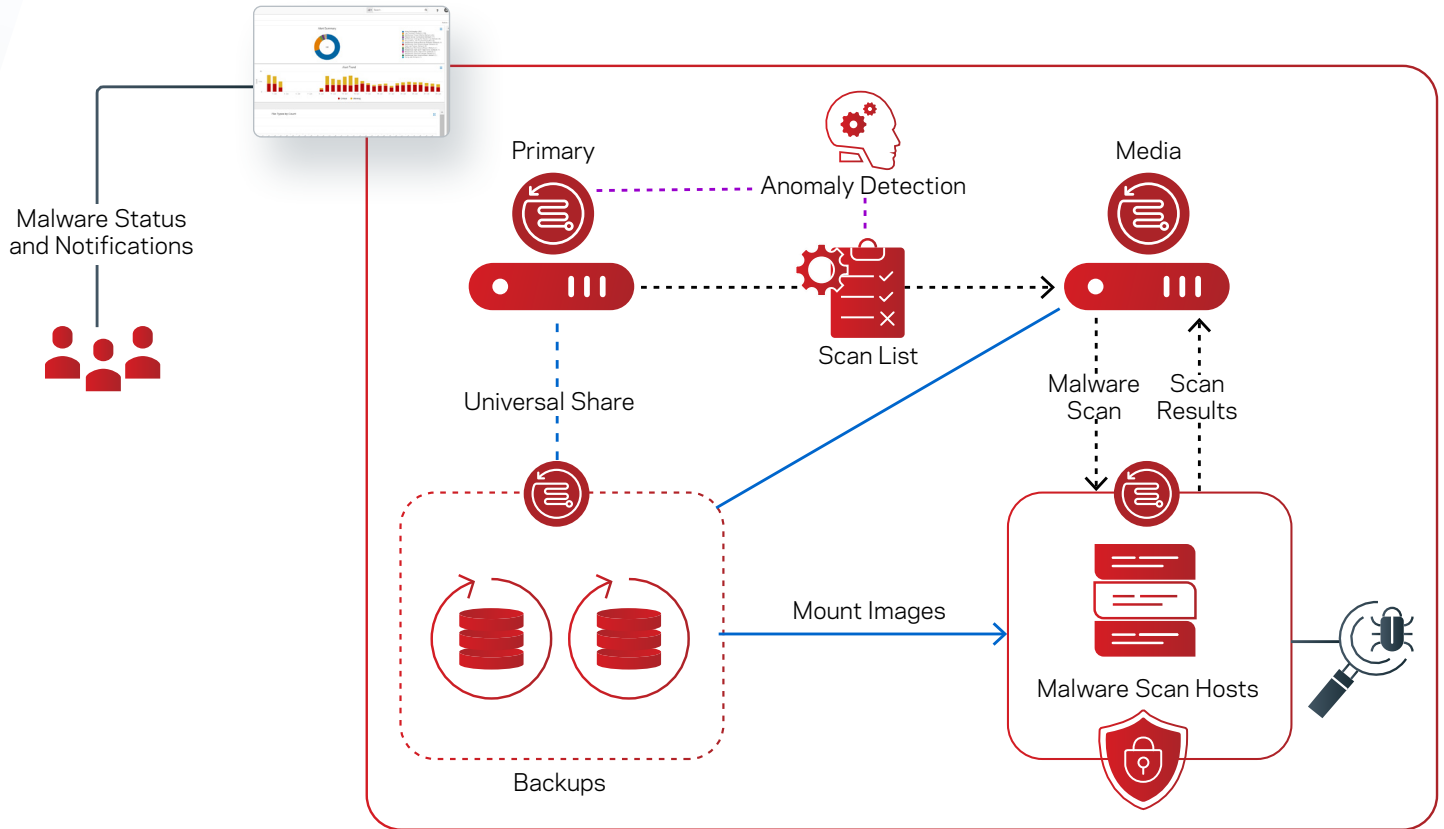 Primary
Anomaly Detection
Media
Malware Status
and Notifications
Scan List
Universal Share
Malware
Scan
Scan
Results
Mount Images
Malware Scan Hosts
Backups